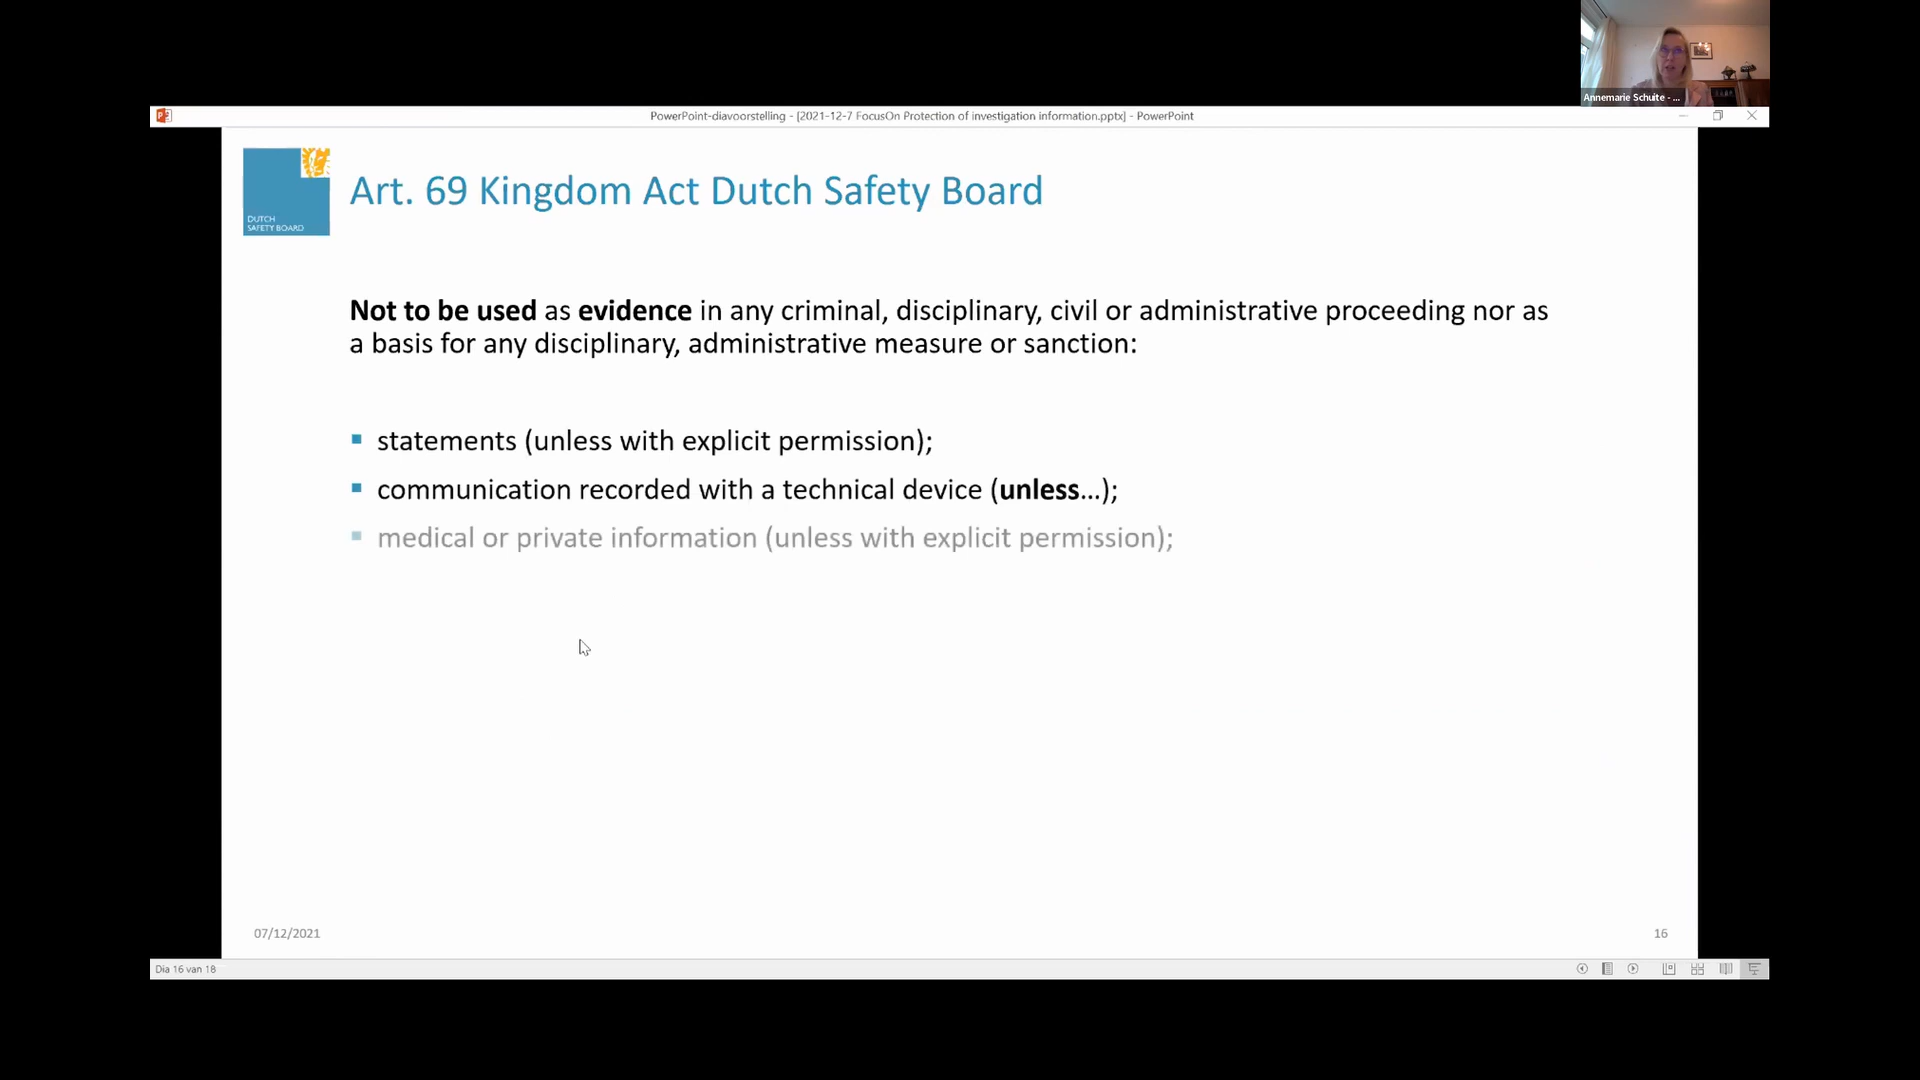 Annemarie Schuite - ...
PowerPoint-diavoorstelling - [2021-12-7 FocusOn Protection of investigation information.pptx] - PowerPoint
DUTCH
SAFETY BOARD
Art. 69 Kingdom Act Dutch Safety Board
Not to be used as evidence in any criminal, disciplinary, civil or administrative proceeding nor as
a basis for any disciplinary, administrative measure or sanction:
statements (unless with explicit permission);
communication recorded with a technical device (unless...);
medical or private information (unless with explicit permission);
07/12/2021
16
Dia 16 van 18